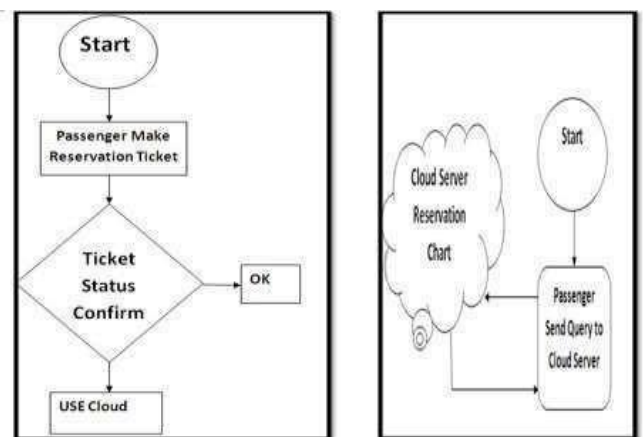 Start
Passenger Make
Reservation Ticket
Ticket
Status
Confirm
OK
USE Cloud
Start
Cloud Server
Reservation
Chart
Passenger
Send Query to
Cloud Server